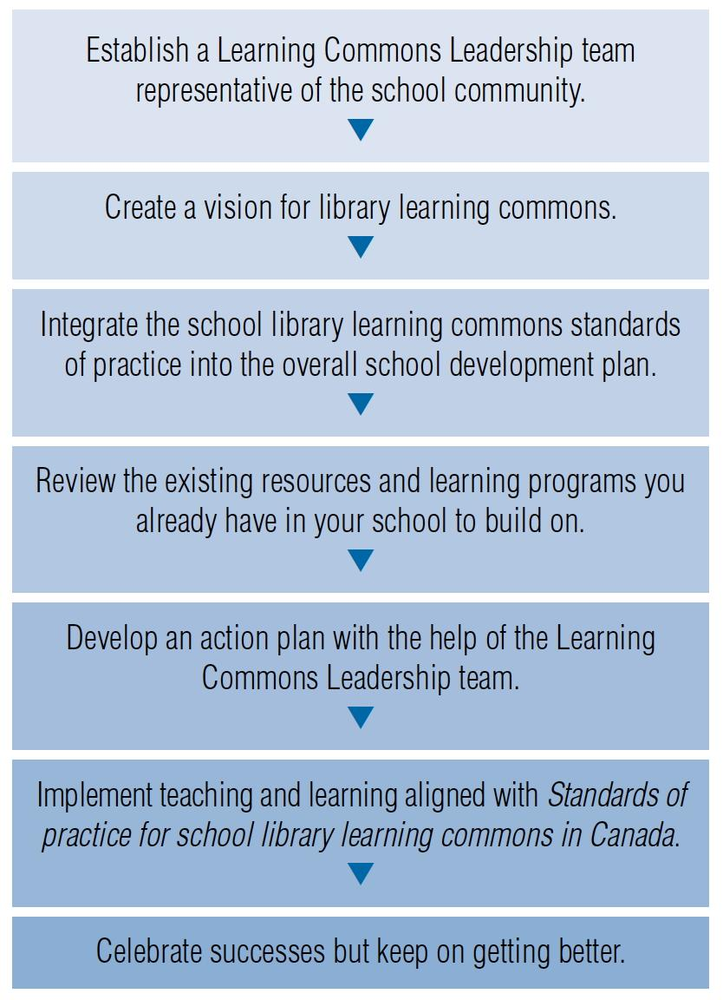 Establish a Learning Commons Leadership team
representative of the school community.
Create a vision for library learning commons.
Integrate the school library learning commons standards
of practice into the overall school development plan.
Review the existing resources and learning programs you
already have in your school to build on.
Develop an action plan with the help of the Learning
Commons Leadership team.
Implement teaching and learning aligned with Standards of
practice for school library learning commons in Canada.
Celebrate successes but keep on getting better.